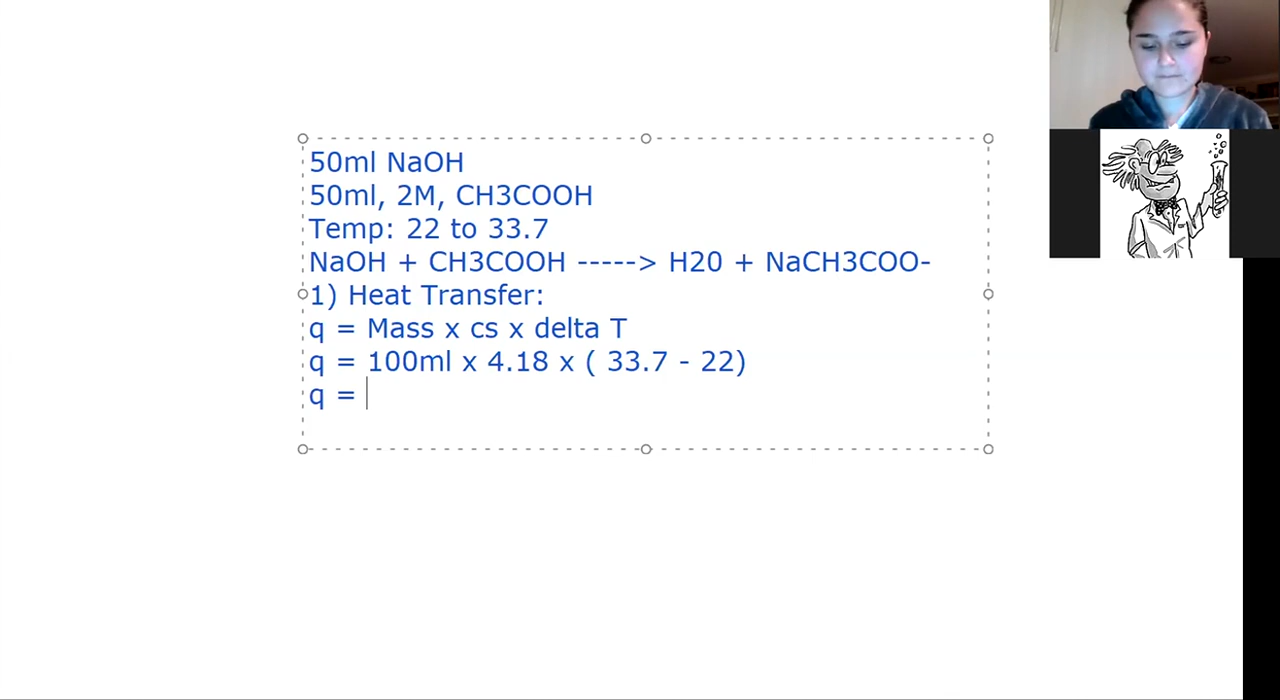 50ml NaOH
50ml, 2M, CH3COOH
Temp: 22 to 33.7
NaOH + CH3COOH -----> H20 + NaCH3COO-
1) Heat Transfer:
q = Mass x cs x delta T
q = 100ml x 4.18 x ( 33.7 - 22)
q =